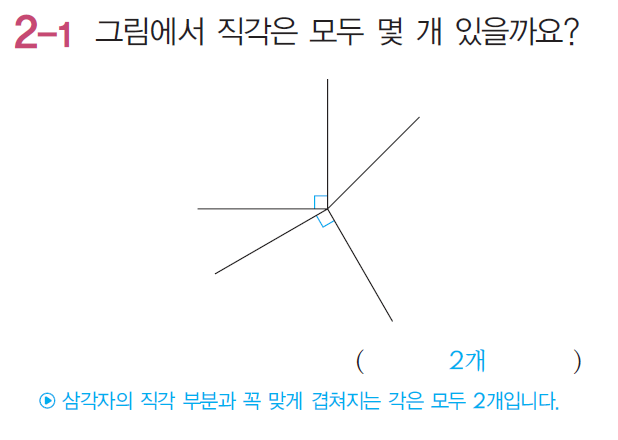 2-1 그림에서 직각은 모두 몇 개 있을까요?
( 2개 )
삼각자의 직각 부분과 꼭 맞게 겹쳐지는 각은 모두 2개입니다.